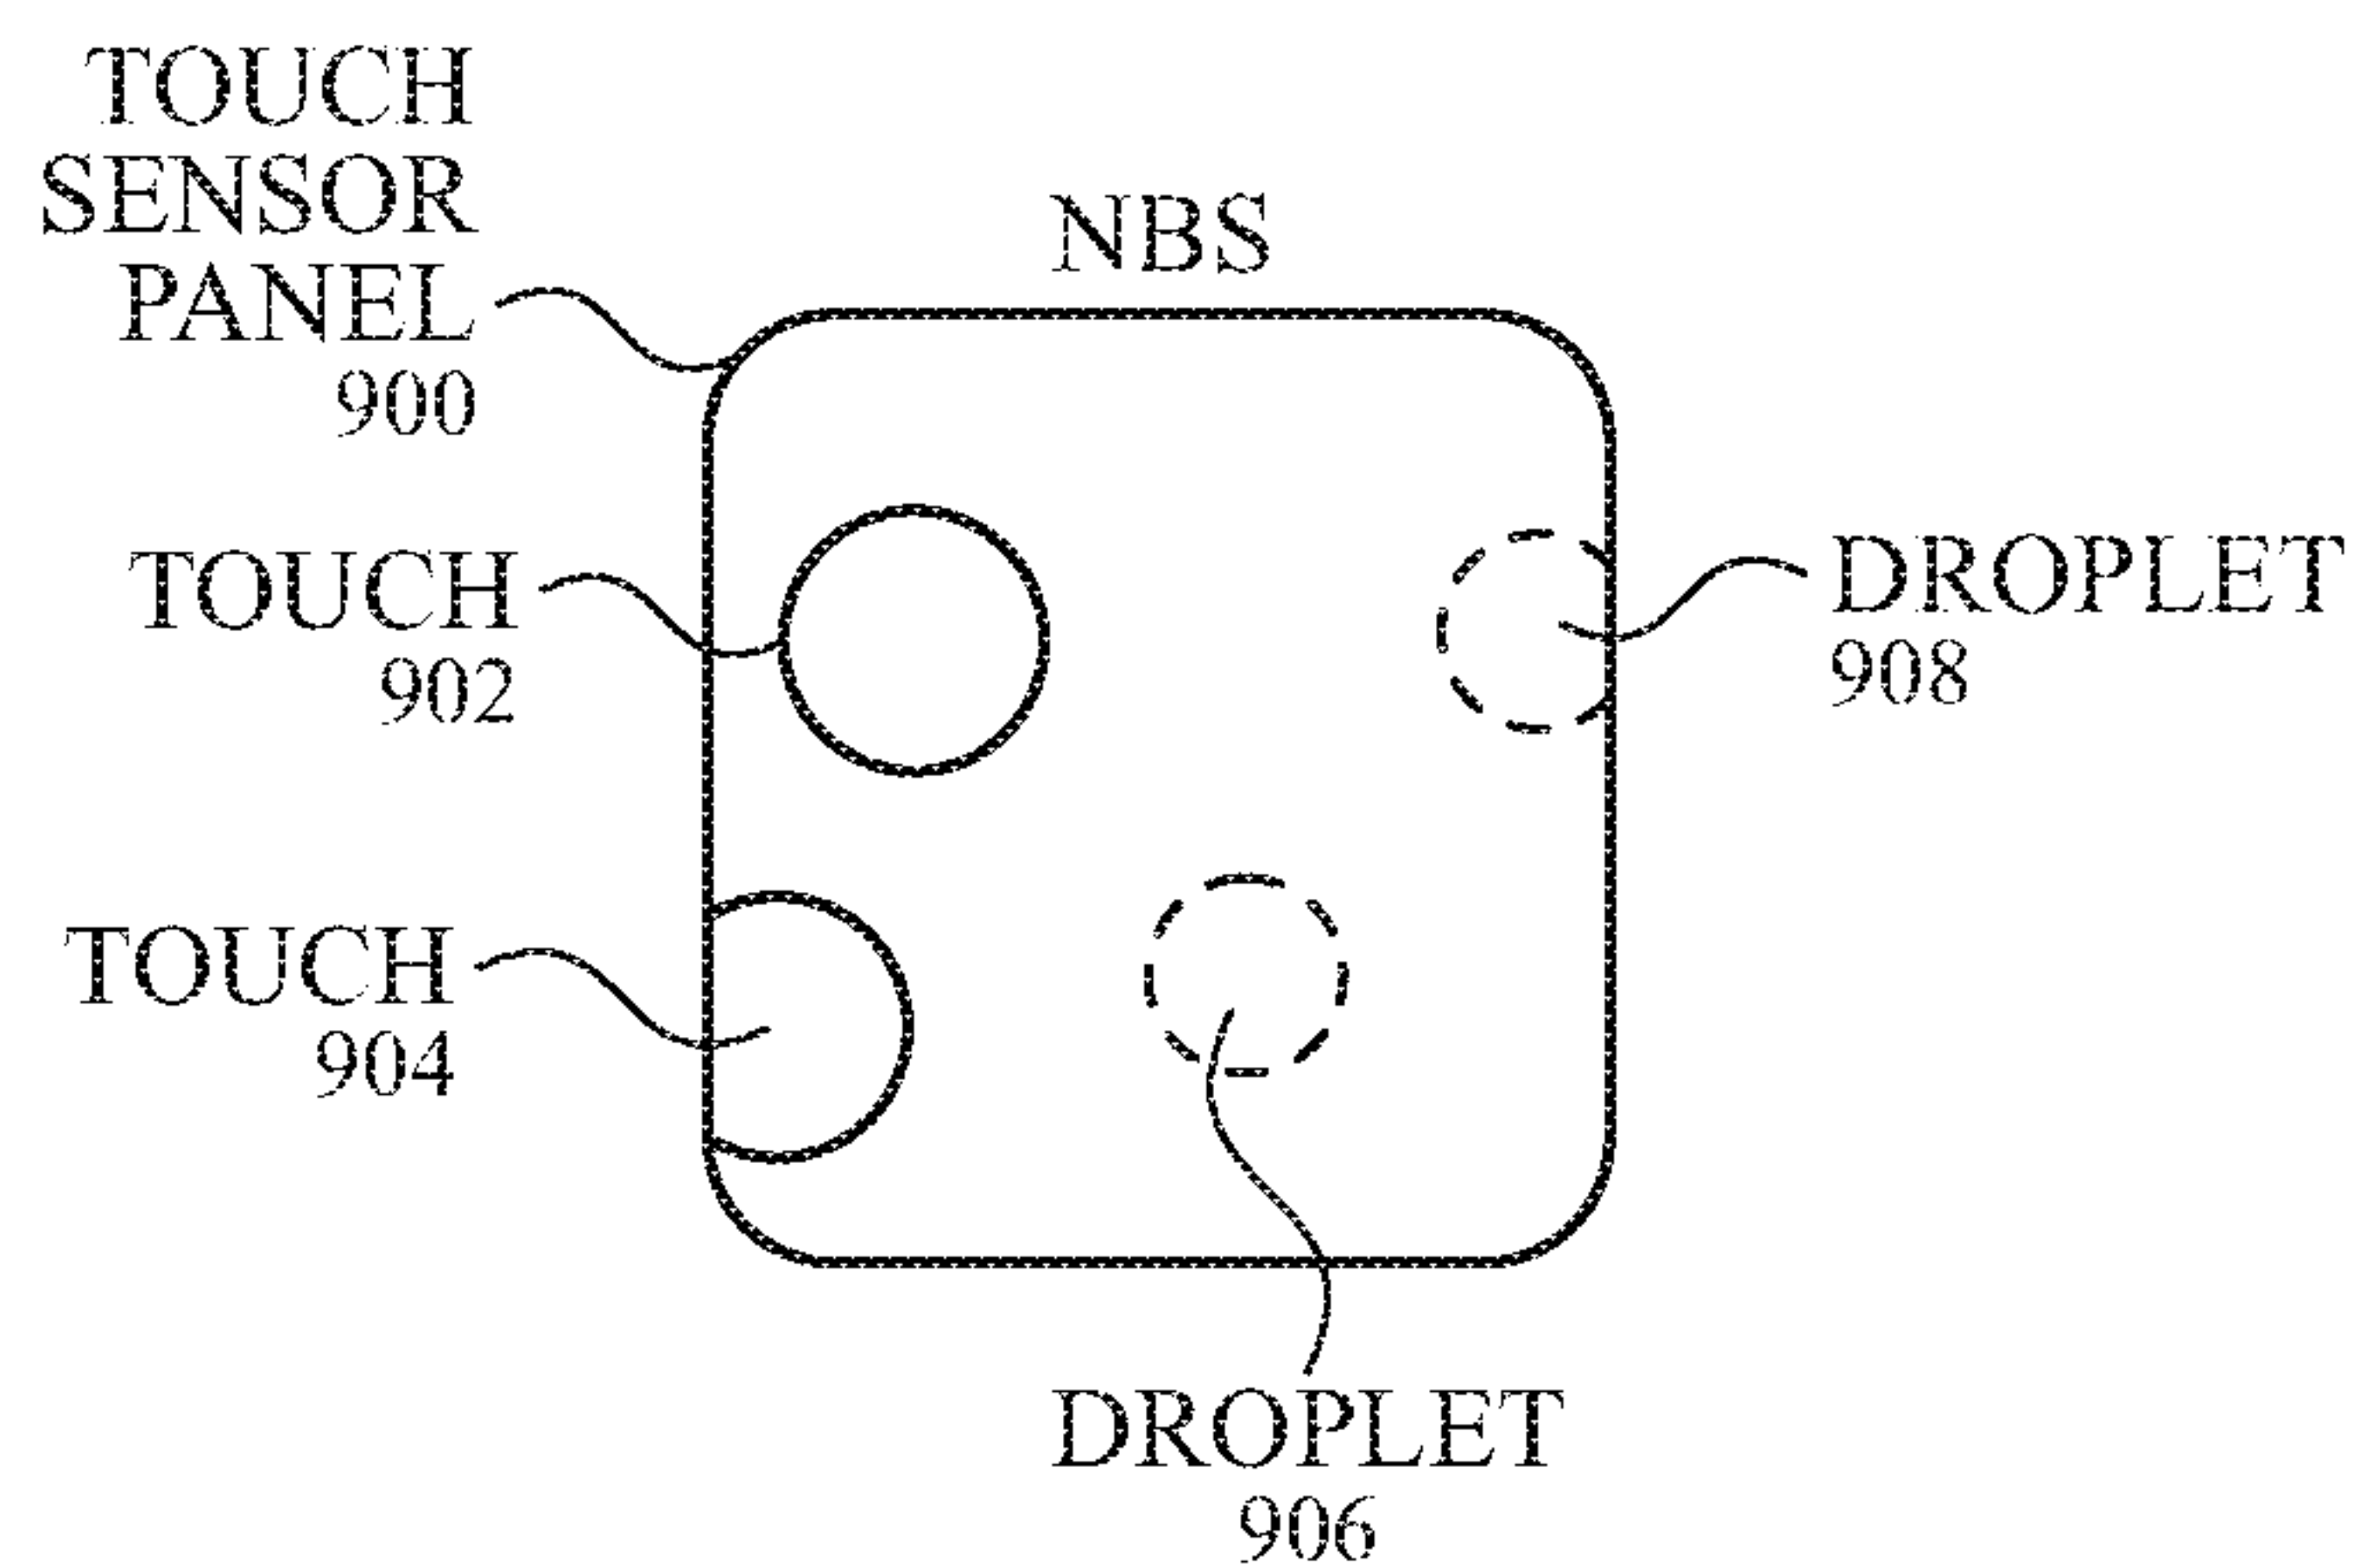 TOUCH
SENSOR
PANEL
900
NBS
TOUCH
902
DROPLET
908
TOUCH
904
DROPLET
906